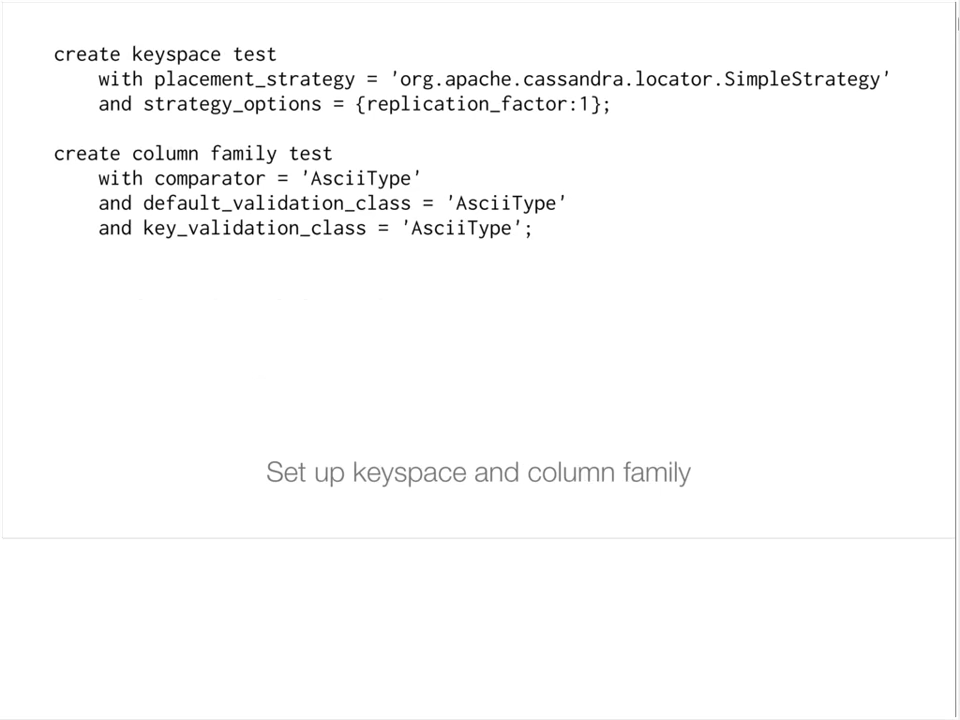 create keyspace test
    with placement_strategy = 'org.apache.cassandra.locator.SimpleStrategy'
    and strategy_options = {replication_factor:1};
create column family test
    with comparator = 'AsciiType'
    and default_validation_class = 'AsciiType'
    and key_validation_class = 'AsciiType';
Set up keyspace and column family